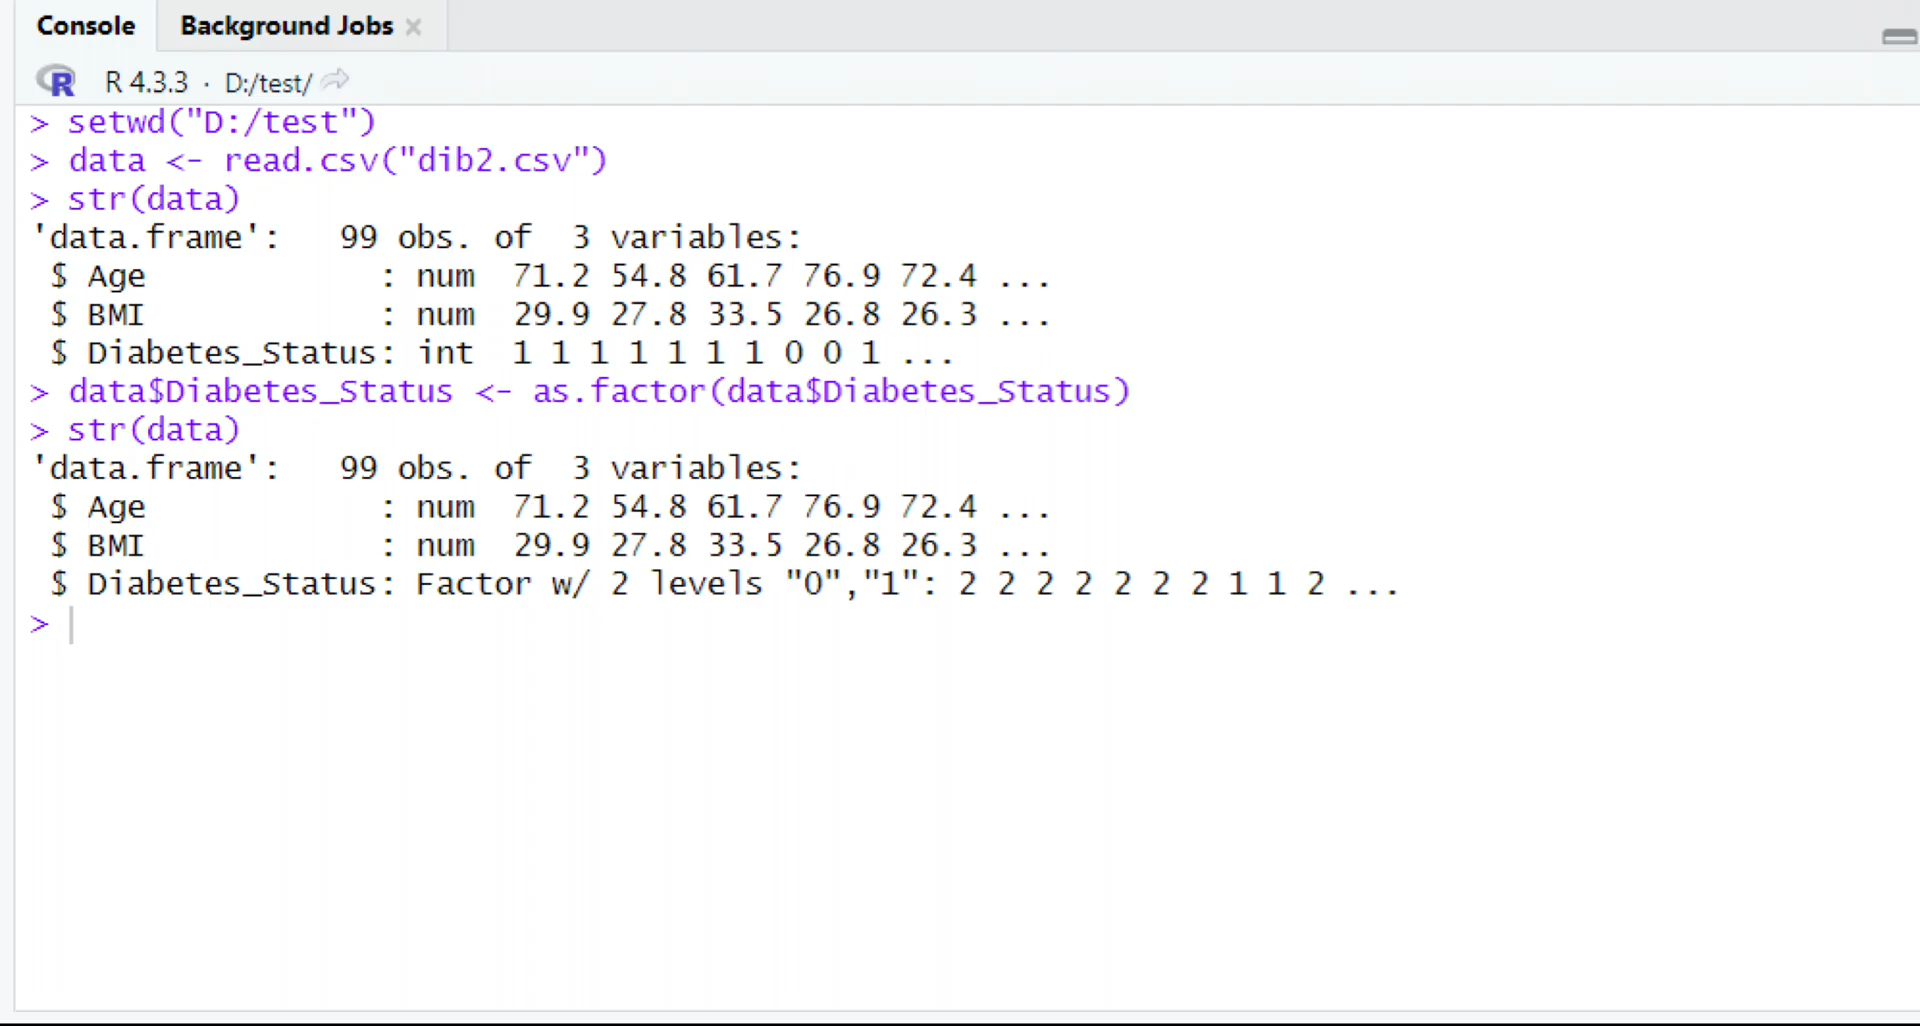 Console Background Jobs ×
R R 4.3.3 · D:/test/
> setwd("D:/test")
> data <- read.csv("dib2.csv")
> str(data)
'data.frame':   99 obs. of  3 variables:
 $ Age            : num  71.2 54.8 61.7 76.9 72.4 ...
 $ BMI            : num  29.9 27.8 33.5 26.8 26.3 ...
 $ Diabetes_Status: int  1 1 1 1 1 1 1 0 0 1 ...
> data$Diabetes_Status <- as.factor(data$Diabetes_Status)
> str(data)
'data.frame':   99 obs. of  3 variables:
 $ Age            : num  71.2 54.8 61.7 76.9 72.4 ...
 $ BMI            : num  29.9 27.8 33.5 26.8 26.3 ...
 $ Diabetes_Status: Factor w/ 2 levels "0","1": 2 2 2 2 2 2 2 1 1 2 ...
>